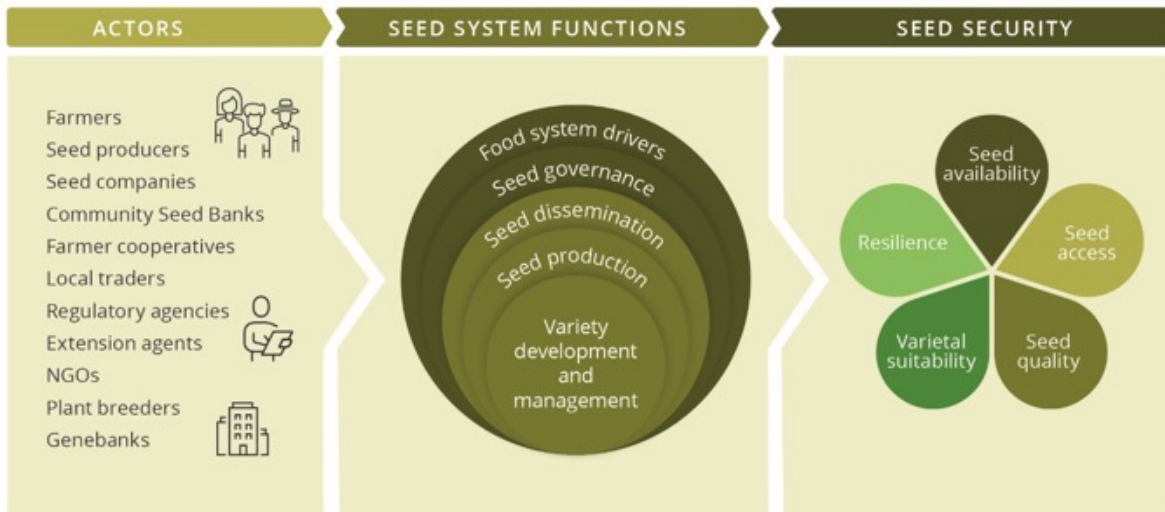 ACTORS
SEED SYSTEM FUNCTIONS
SEED SECURITY
Farmers
Seed producers
Seed companies
Community Seed Banks
Farmer cooperatives
Local traders
Regulatory agencies
Extension agents
NGOs
Plant breeders
Genebanks
Food system drivers
Seed governance
Seed dissemination
Seed production
Variety
development
and
management
Seed
availability
Seed
access
Seed
quality
Varietal
suitability
Resilience